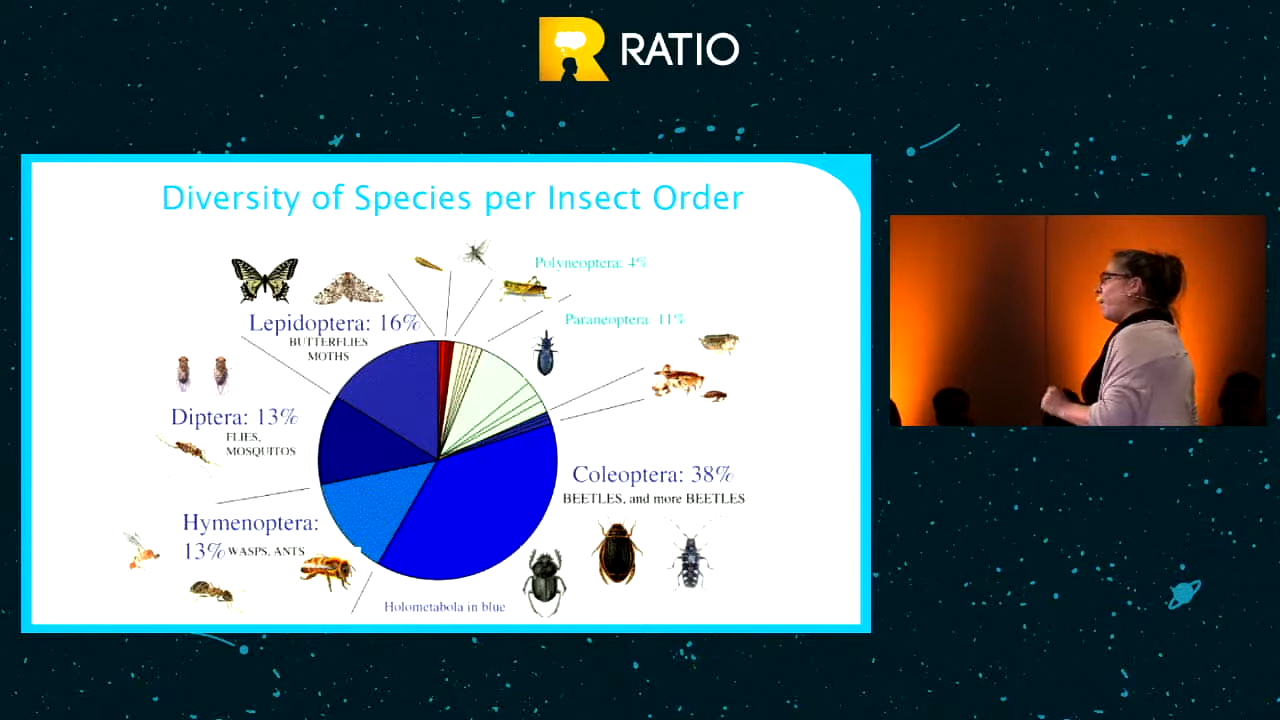 RATIO
Diversity of Species per Insect Order
Polyneoptera: 4%
Paraneoptera: 11%
Lepidoptera: 16%
BUTTERFLIES
MOTHS
Diptera: 13%
FLIES,
MOSQUITOS
Coleoptera: 38%
BEETLES, and more BEETLES
Hymenoptera:
13% WASPS, ANTS
Holometabola in blue